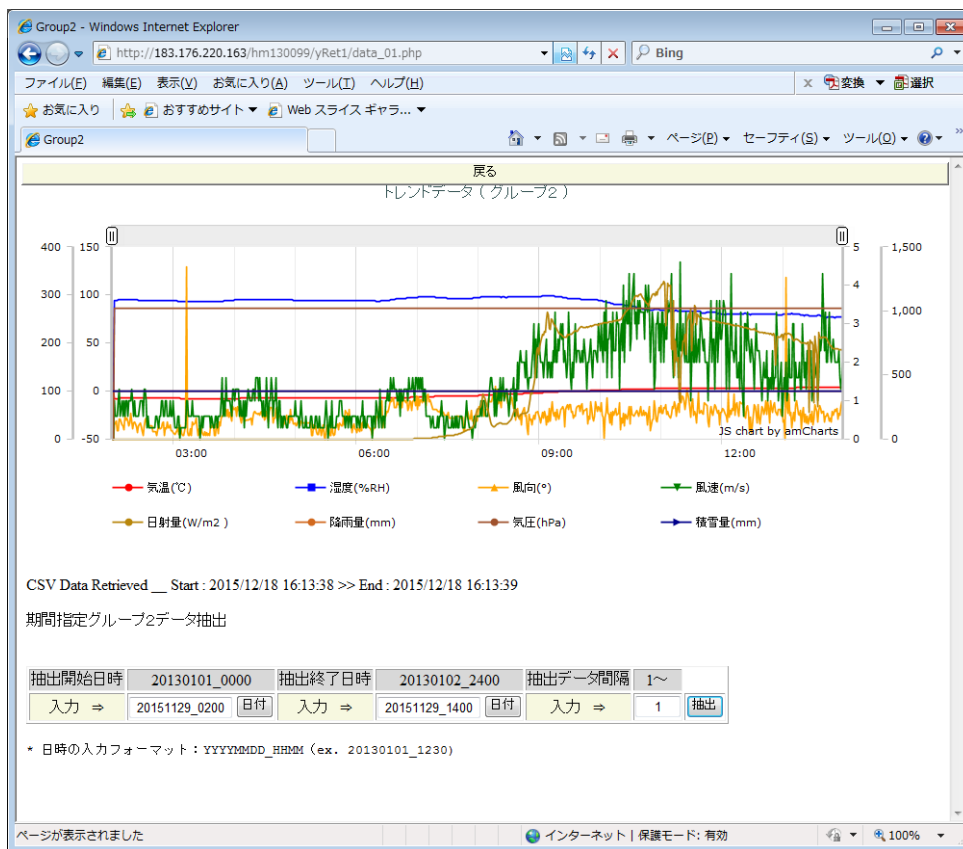 Group2 - Windows Internet Explorer
http://183.176.220.163/hm130099/yRet1/data_01.php
Bing
ファイル(F) 編集(E) 表示(V) お気に入り(A) ツール(T) ヘルプ(H)
x 変換 選択
お気に入り おすすめサイト Web スライス ギャラ...
Group2
ページ(P) セーフティ(S) ツール(O) »
戻る
トレンドデータ ( グループ2 )
400 150 5 1,500
300 100 4
3 1,000
200 50
2 500
100 0
1
0 -50 0 0
JS chart by amCharts
03:00 06:00 09:00 12:00
気温(℃) 湿度(%RH) 風向(°) 風速(m/s)
日射量(W/m2 ) 降雨量(mm) 気圧(hPa) 積雪量(mm)
CSV Data Retrieved __ Start : 2015/12/18 16:13:38 >> End : 2015/12/18 16:13:39
期間指定グループ2データ抽出
抽出開始日時 20130101_0000 抽出終了日時 20130102_2400 抽出データ間隔 1～
入力 ⇒ 20151129_0200 日付 入力 ⇒ 20151129_1400 日付 入力 ⇒ 1 抽出
* 日時の入力フォーマット：YYYYMMDD_HHMM (ex. 20130101_1230)
ページが表示されました
インターネット | 保護モード: 有効
100%